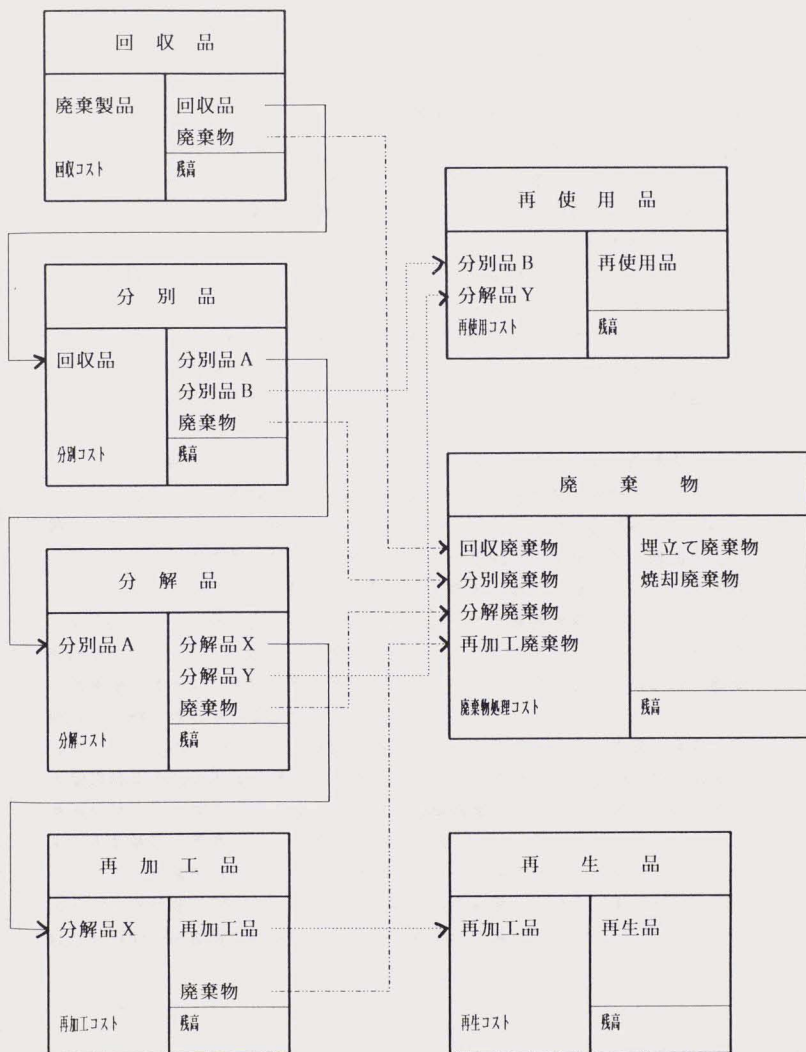 回収品
廃棄製品
回収コスト
回収品
廃棄物
残高
分別品
回収品
分別コスト
分別品A
分別品B
廃棄物
残高
分解品
分別品A
分解コスト
分解品X
分解品Y
廃棄物
残高
再加工品
分解品X
再加工コスト
再加工品
廃棄物
残高
再使用品
分別品B
分解品Y
再使用コスト
再使用品
残高
廃棄物
回収廃棄物
分別廃棄物
分解廃棄物
再加工廃棄物
廃棄物処理コスト
埋立て廃棄物
焼却廃棄物
残高
再生品
再加工品
再生コスト
再生品
残高